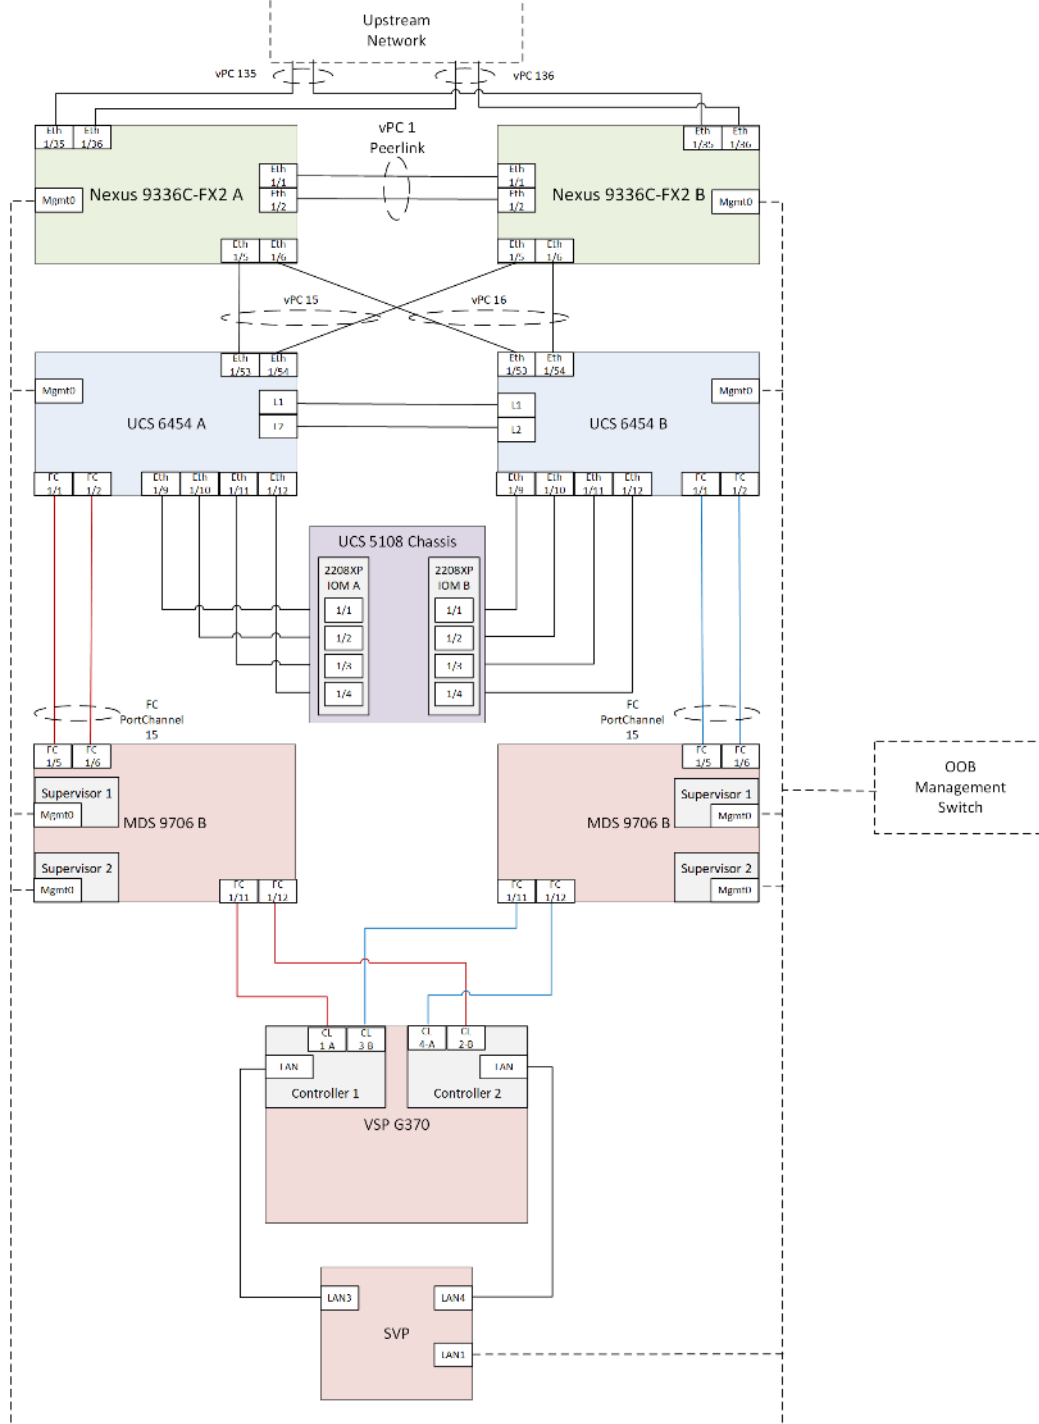 Upstream
Network
vPC 135
vPC 136
Eth
1/35
Eth
1/36
vPC 1
Peerlink
Eth
1/35
Eth
1/36
Nexus 9336C-FX2 A
Eth
1/1
Eth
1/2
Eth
1/1
Eth
1/2
Nexus 9336C-FX2 B
Mgmt0
Mgmt0
Eth
1/5
Eth
1/6
Eth
1/5
Eth
1/6
vPC 15
vPC 16
Eth
1/53
Eth
1/54
Eth
1/53
Eth
1/54
Mgmt0
Mgmt0
UCS 6454 A
L1
L2
L1
L2
UCS 6454 B
FC
1/1
FC
1/2
Eth
1/9
Eth
1/10
Eth
1/11
Eth
1/12
Eth
1/9
Eth
1/10
Eth
1/11
Eth
1/12
FC
1/1
FC
1/2
UCS 5108 Chassis
2208XP
IOM A
1/1
1/2
1/3
1/4
2208XP
IOM B
1/1
1/2
1/3
1/4
FC
PortChannel
15
FC
PortChannel
15
FC
1/5
FC
1/6
FC
1/5
FC
1/6
Supervisor 1
Mgmt0
MDS 9706 B
Supervisor 2
Mgmt0
FC
1/11
FC
1/12
MDS 9706 B
Supervisor 1
Mgmt0
Supervisor 2
Mgmt0
FC
1/11
FC
1/12
OOB
Management
Switch
CL
1 A
CL
3 B
CL
4-A
CL
2-B
LAN
LAN
Controller 1
Controller 2
VSP G370
LAN3
LAN4
SVP
LAN1